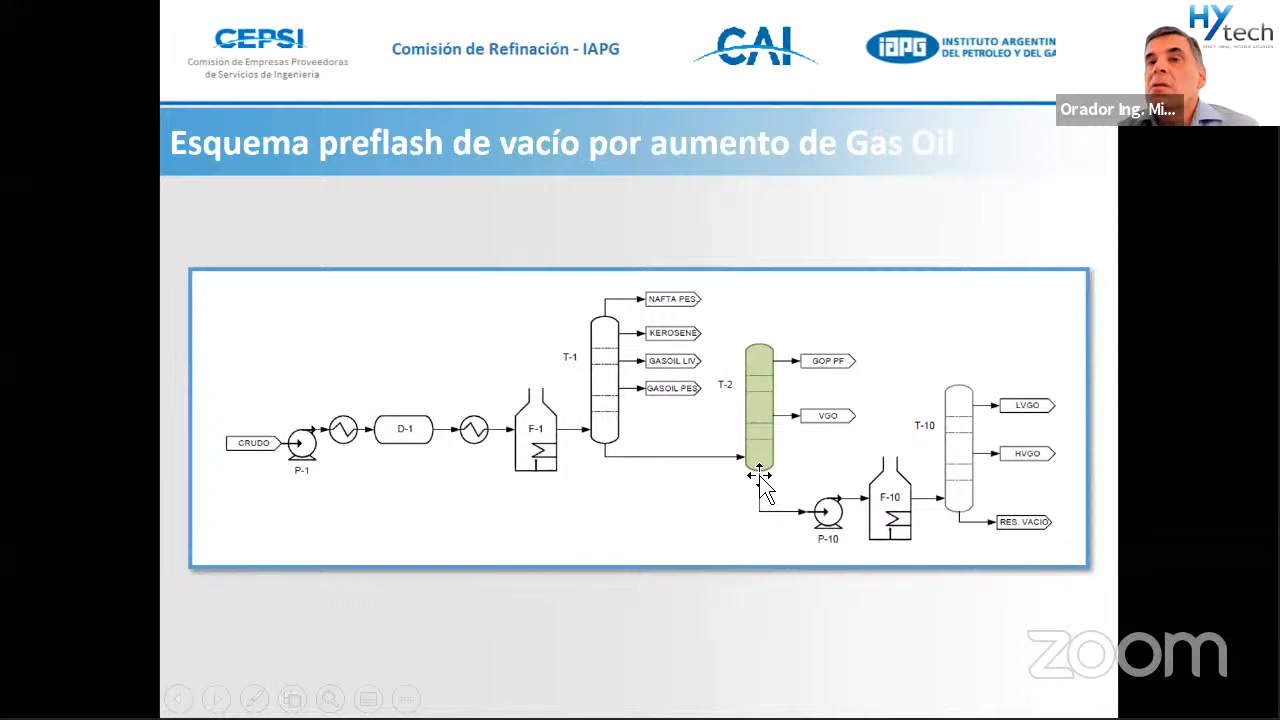 CEPSI
Comisión de Empresas Proveedoras
de Servicios de Ingeniería
Comisión de Refinación - IAPG
CAI
iAPG
INSTITUTO ARGENTIN
DEL PETROLEO Y DEL GA
HYtech
Orador Ing. Mi...
Esquema preflash de vacío por aumento de Gas Oil
NAFTA PES
KEROSENE
T-1
GASOIL LIV
GASOIL PES
T-2
GOP PF
VGO
CRUDO
P-1
D-1
F-1
T-10
LVGO
HVGO
F-10
P-10
RES. VACIO
zoom